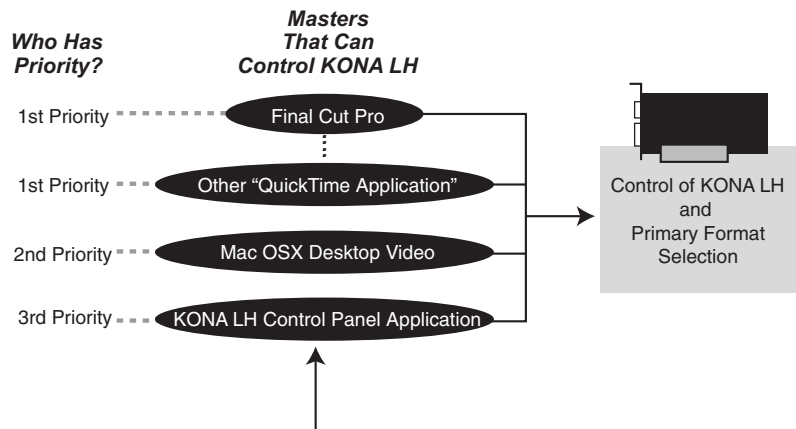 Who Has
Priority?
Masters
That Can
Control KONA LH
1st Priority
Final Cut Pro
1st Priority
Other “QuickTime Application”
2nd Priority
Mac OSX Desktop Video
3rd Priority
KONA LH Control Panel Application
Control of KONA LH
and
Primary Format
Selection